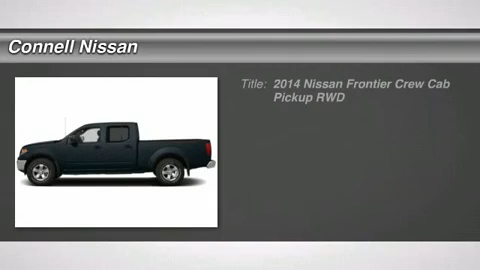 Connell Nissan
Title: 2014 Nissan Frontier Crew Cab
Pickup RWD